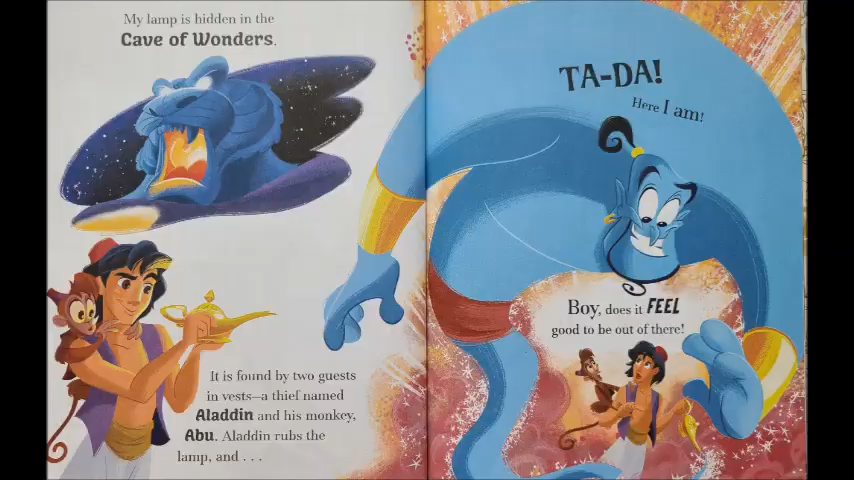 My lamp is hidden in the
Cave of Wonders.
It is found by two guests
in vests—a thief named
Aladdin and his monkey,
Abu. Aladdin rubs the
lamp, and . . .
TA-DA!
Here I am!
Boy, does it FEEL
good to be out of there!